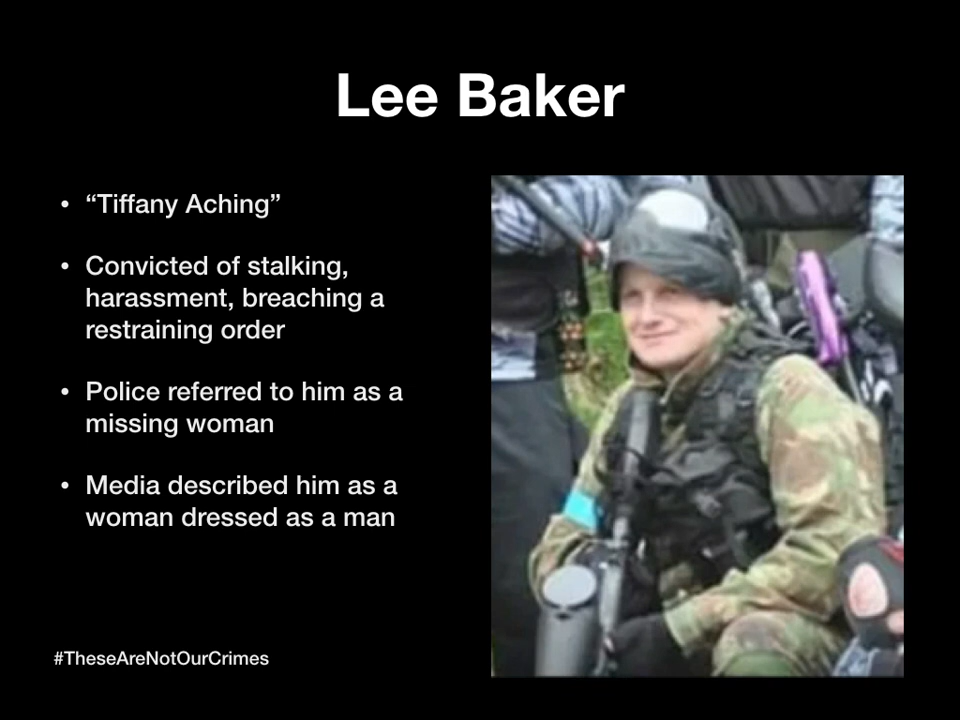 Lee Baker
• “Tiffany Aching”
• Convicted of stalking,
harassment, breaching a
restraining order
• Police referred to him as a
missing woman
• Media described him as a
woman dressed as a man
#TheseAreNotOurCrimes